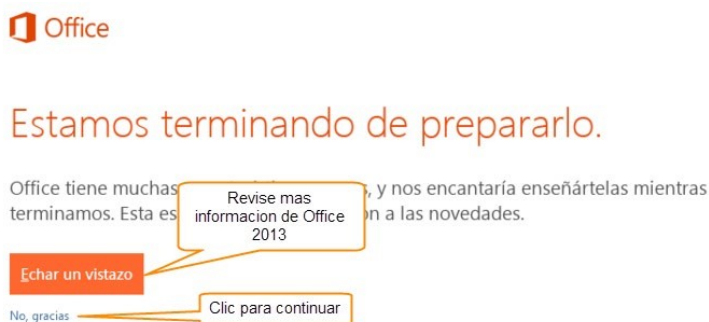 Office
Estamos terminando de prepararlo.
Office tiene muchas s, y nos encantaría enseñártelas mientras
terminamos. Esta es n a las novedades.
Revise mas
informacion de Office
2013
Echar un vistazo
No, gracias
Clic para continuar